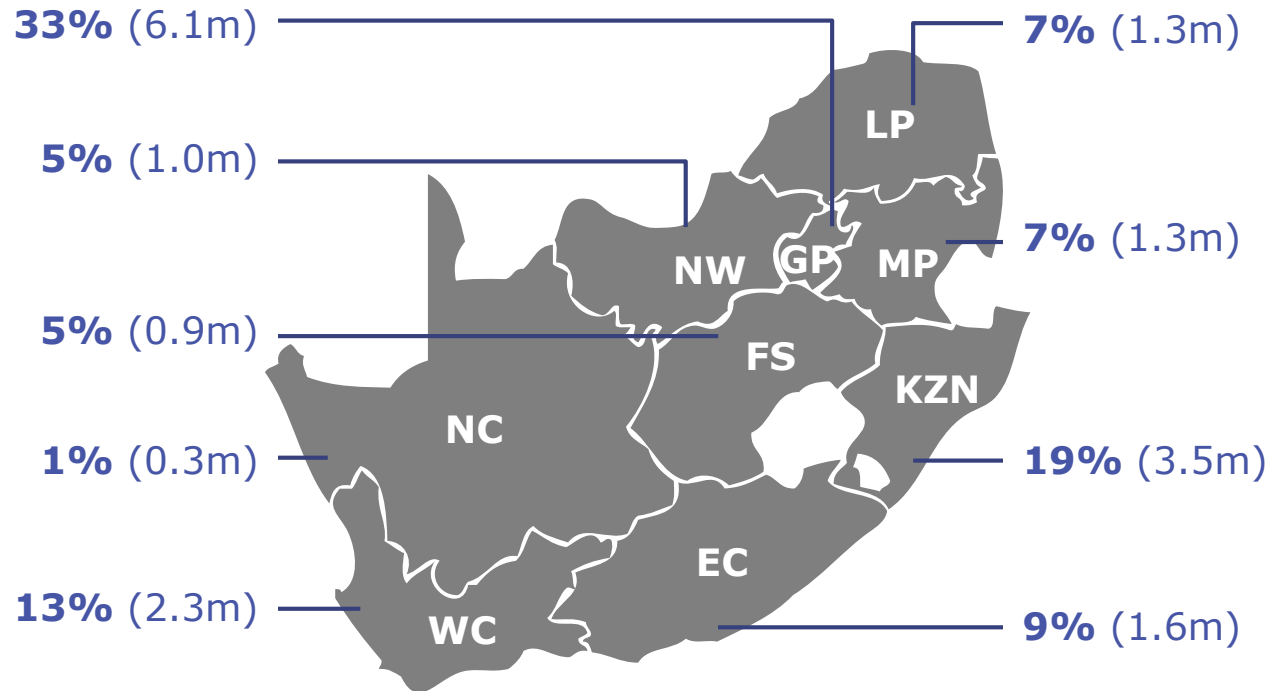 33% (6.1m)
7% (1.3m)
LP
5% (1.0m)
7% (1.3m)
NW
GP
MP
5% (0.9m)
FS
KZN
NC
1% (0.3m)
19% (3.5m)
EC
13% (2.3m)
WC
9% (1.6m)